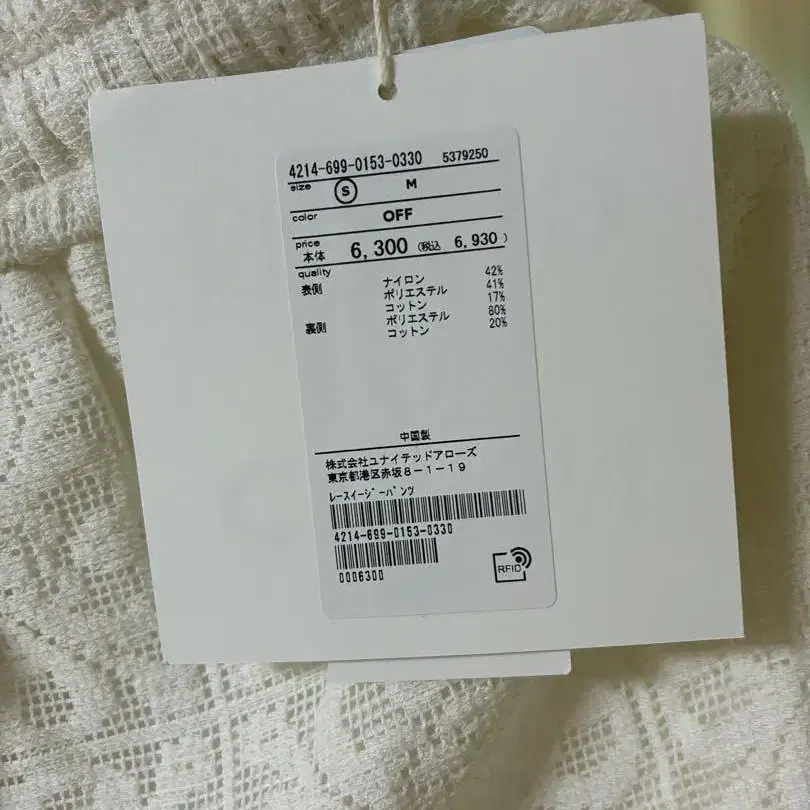 4214-699-0153-0330 5379250
size S M
color OFF
price
本体 6,300 (税込 6,930)
quality
表側 ナイロン 42%
ポリエステル 41%
コットン 17%
裏側 ポリエステル 80%
コットン 20%
中国製
株式会社ユナイテッドアローズ
東京都港区赤坂8-1-19
レースイージーパンツ
4214-699-0153-0330
0006300
RFID